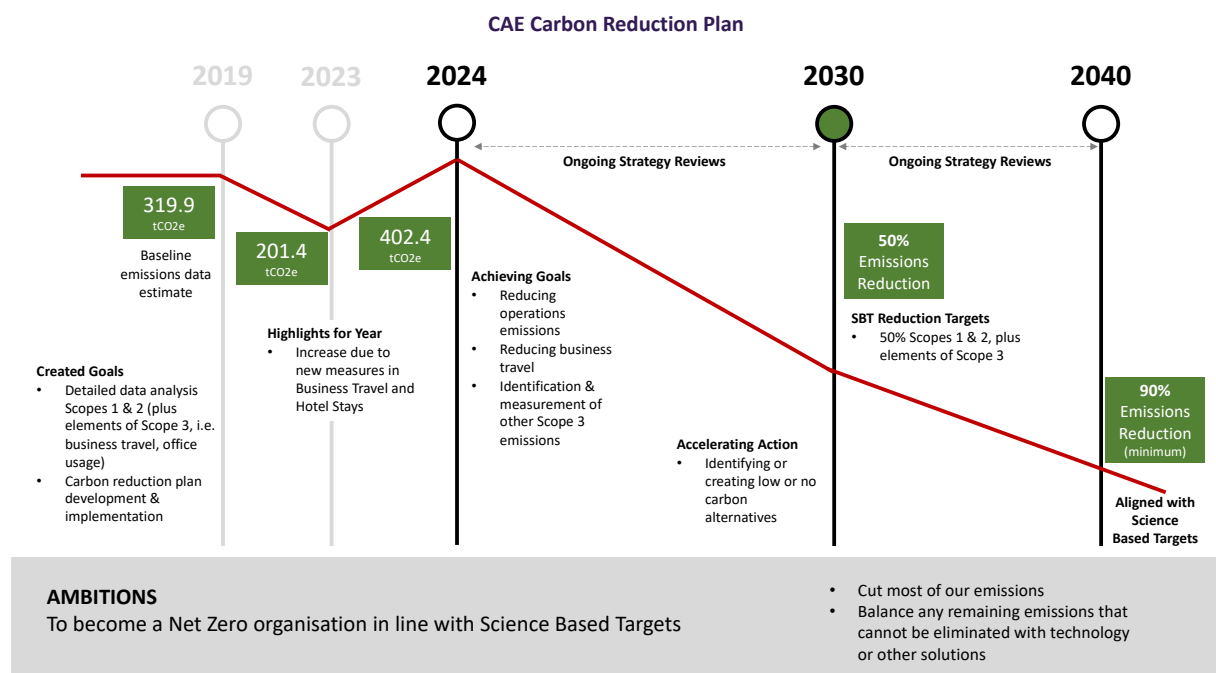 CAE Carbon Reduction Plan
2019
2023
2024
2030
2040
Ongoing Strategy Reviews
Ongoing Strategy Reviews
319.9
tCO2e
Baseline
emissions data
estimate
201.4
tCO2e
402.4
tCO2e
50%
Emissions
Reduction
90%
Emissions
Reduction
(minimum)
Created Goals
• Detailed data analysis
Scopes 1 & 2 (plus
elements of Scope 3, i.e.
business travel, office
usage)
• Carbon reduction plan
development &
implementation
Highlights for Year
• Increase due to
new measures in
Business Travel and
Hotel Stays
Achieving Goals
• Reducing
operations
emissions
• Reducing business
travel
• Identification &
measurement of
other Scope 3
emissions
Accelerating Action
• Identifying or
creating low or no
carbon
alternatives
SBT Reduction Targets
• 50% Scopes 1 & 2, plus
elements of Scope 3
Aligned with
Science
Based Targets
AMBITIONS
To become a Net Zero organisation in line with Science Based Targets
• Cut most of our emissions
• Balance any remaining emissions that
cannot be eliminated with technology
or other solutions